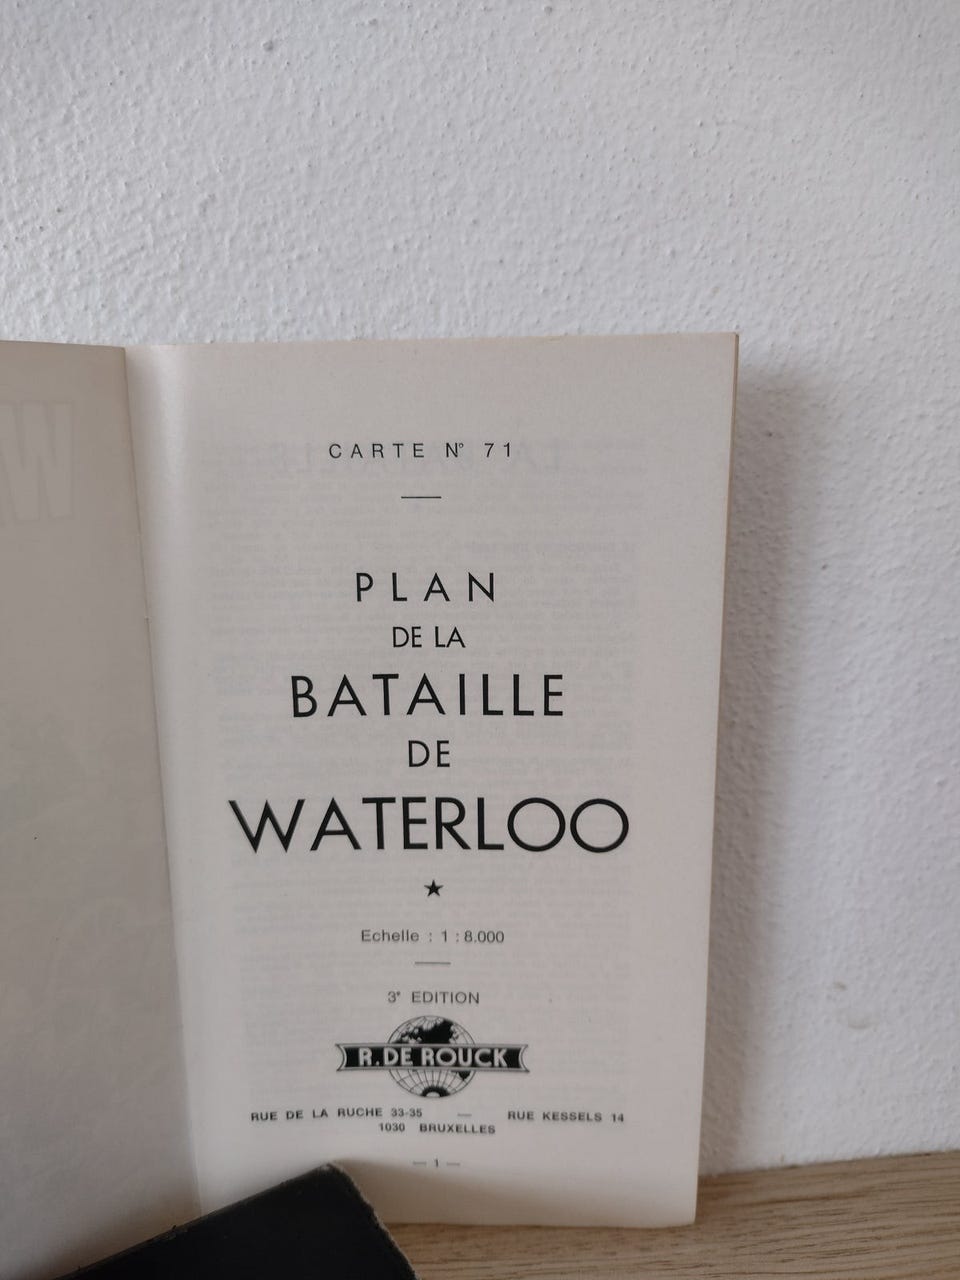 CARTE N° 71
PLAN
DE LA
BATAILLE
DE
WATERLOO
Echelle : 1 : 8.000
3e EDITION
R. DE ROUCK
RUE DE LA RUCHE 33-35 — RUE KESSELS 14
1030 BRUXELLES
— 1 —